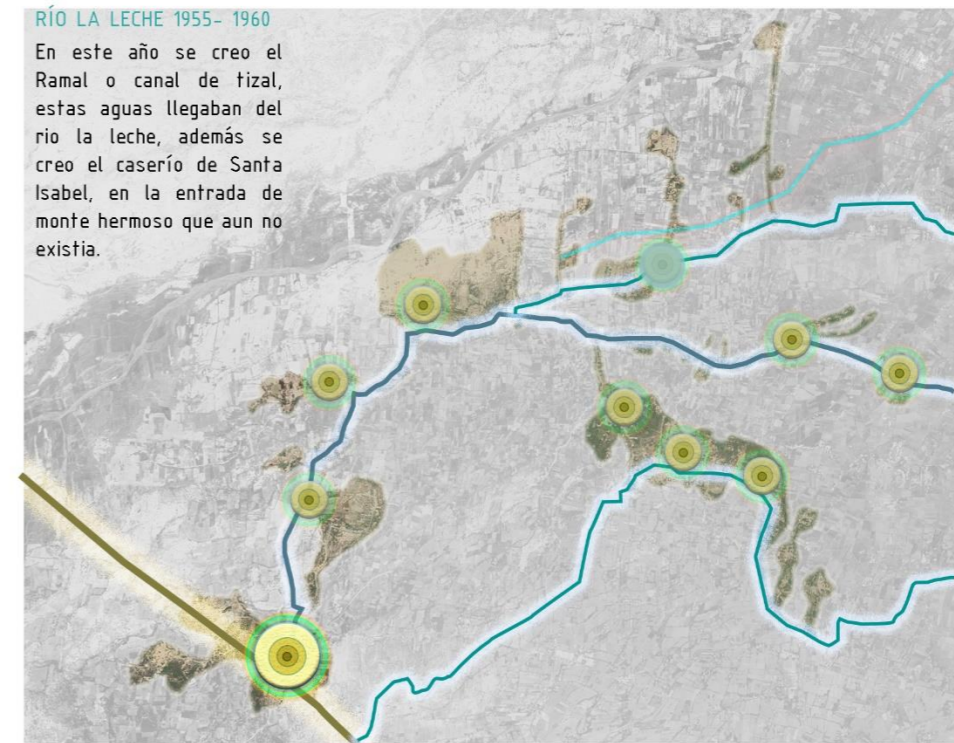 RÍO LA LECHE 1955- 1960
En este año se creo el
Ramal o canal de tizal,
estas aguas llegaban del
rio la leche, además se
creo el caserío de Santa
Isabel, en la entrada de
monte hermoso que aun no
existia.